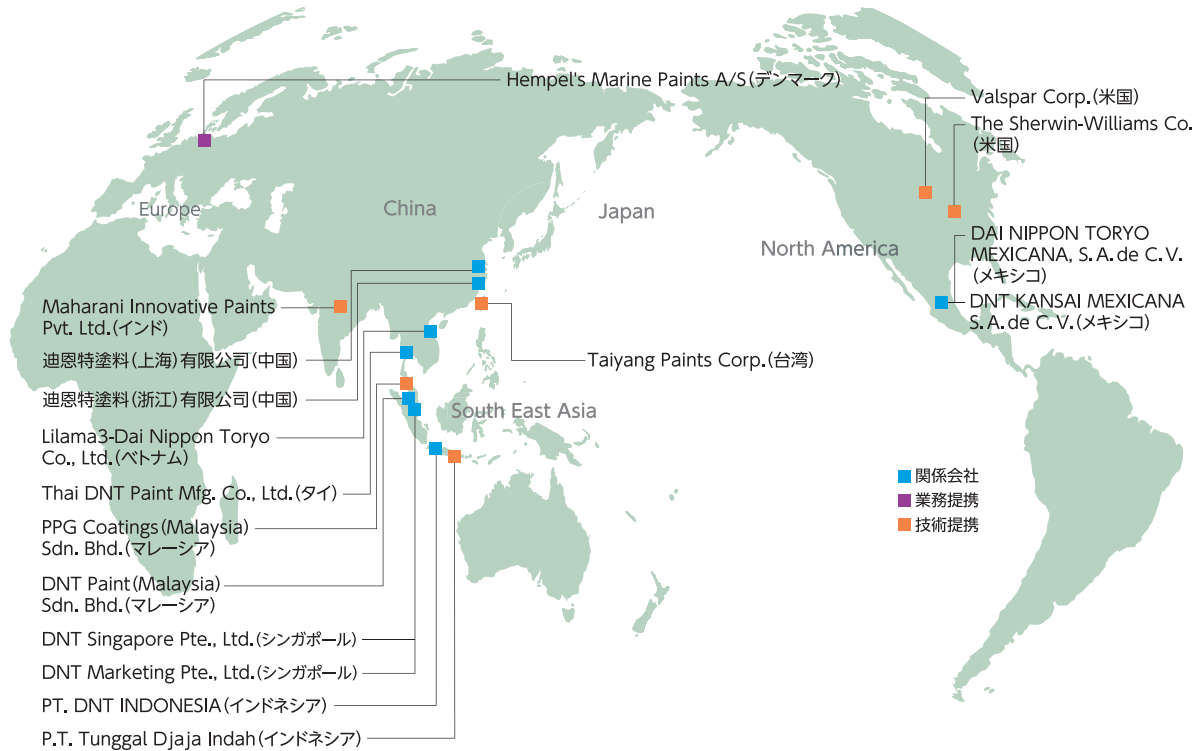 Hempel's Marine Paints A/S(デンマーク)
Valspar Corp.(米国)
The Sherwin-Williams Co.
(米国)
Europe
China
Japan
North America
DAI NIPPON TORYO
MEXICANA, S.A.de C.V.
(メキシコ)
DNT KANSAI MEXICANA
S.A.de C.V.(メキシコ)
Maharani Innovative Paints
Pvt. Ltd.(インド)
迪恩特塗料(上海)有限公司(中国)
Taiyang Paints Corp.(台湾)
迪恩特塗料(浙江)有限公司(中国)
South East Asia
Lilama3-Dai Nippon Toryo
Co., Ltd.(ベトナム)
Thai DNT Paint Mfg. Co., Ltd.(タイ)
PPG Coatings(Malaysia)
Sdn. Bhd.(マレーシア)
DNT Paint(Malaysia)
Sdn. Bhd.(マレーシア)
DNT Singapore Pte., Ltd.(シンガポール)
DNT Marketing Pte., Ltd.(シンガポール)
PT. DNT INDONESIA(インドネシア)
P.T. Tunggal Djaja Indah(インドネシア)
関係会社
業務提携
技術提携